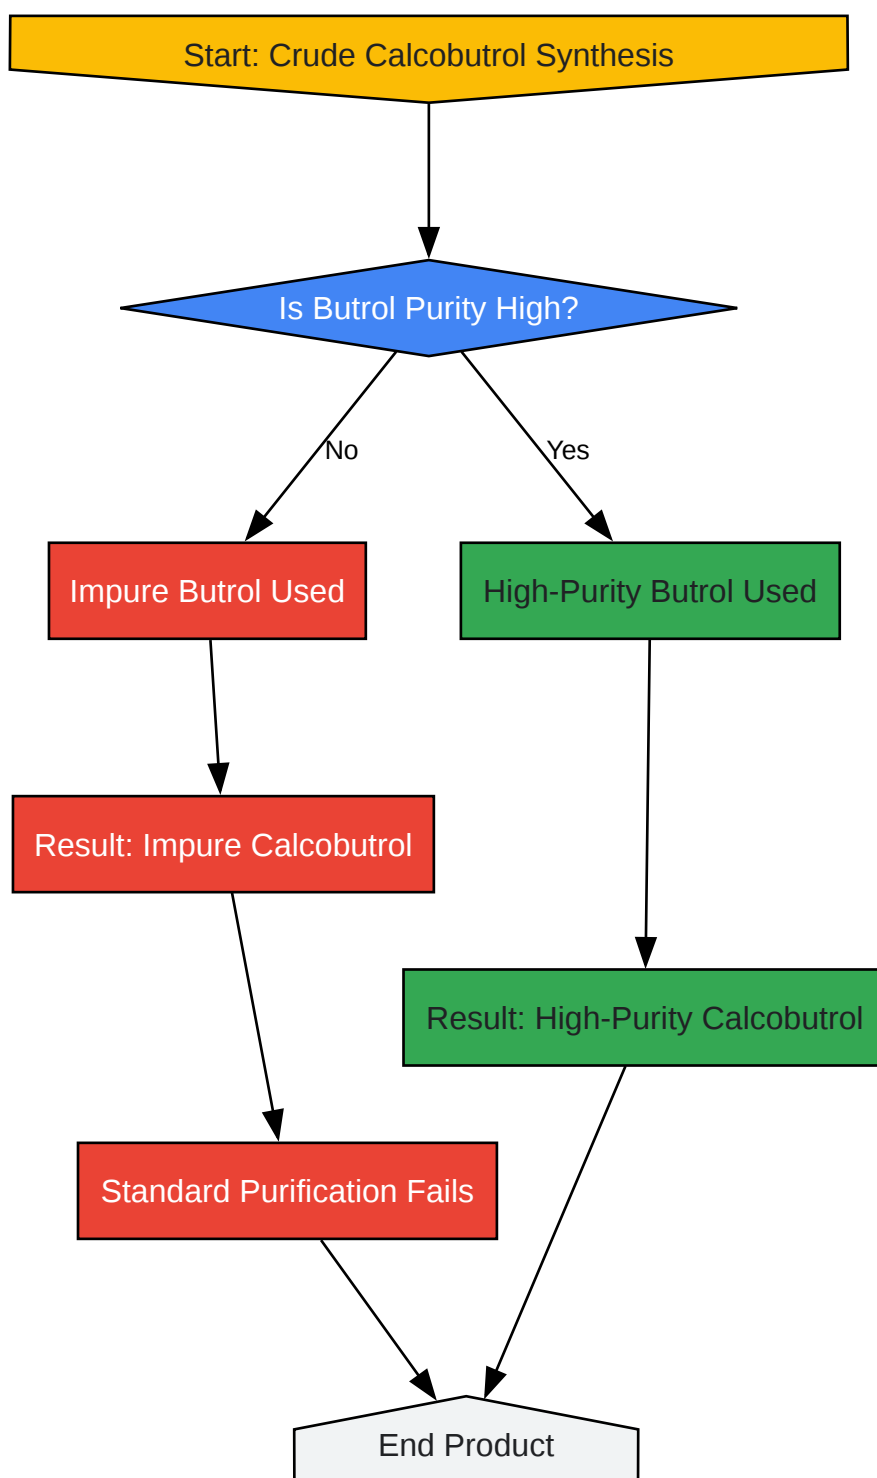 Start: Crude Calcobutrol Synthesis
Is Butrol Purity High?
No
Yes
Impure Butrol Used
High-Purity Butrol Used
Result: Impure Calcobutrol
Result: High-Purity Calcobutrol
Standard Purification Fails
End Product